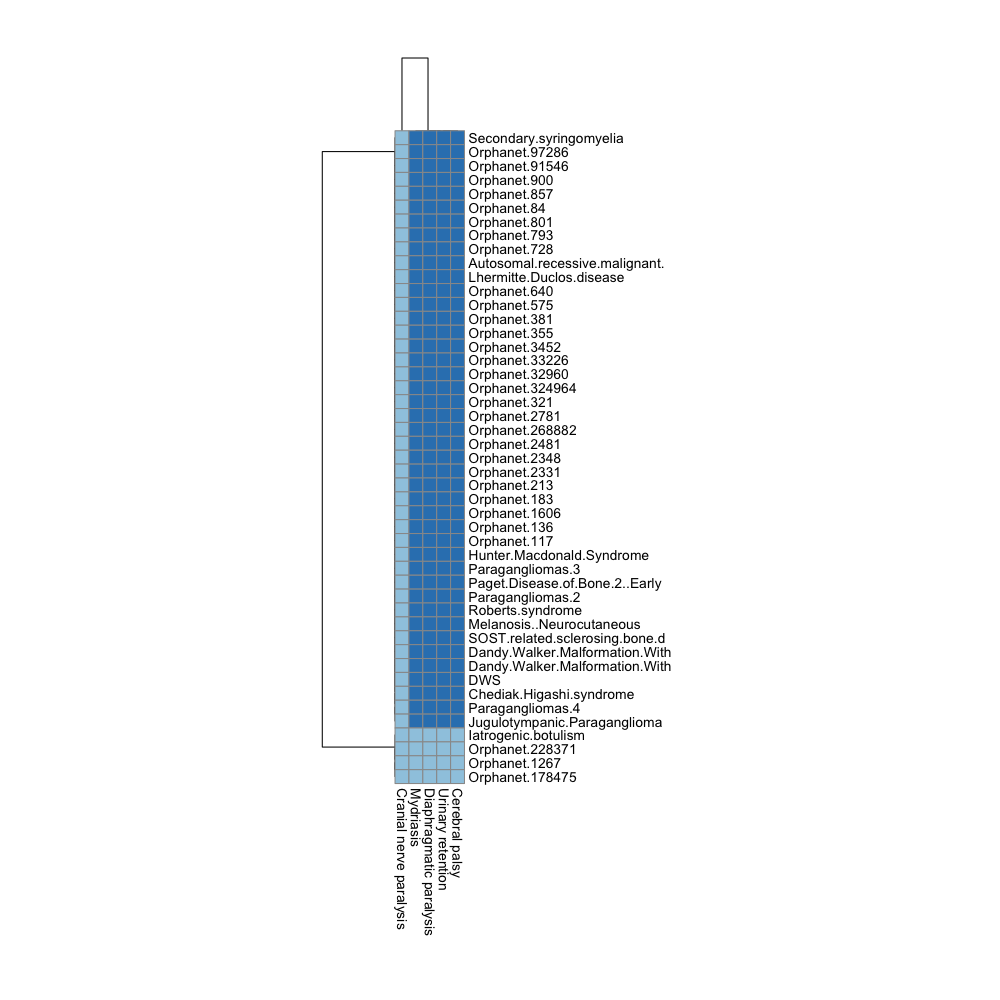 Secondary.syringomyelia
Orphanet.97286
Orphanet.91546
Orphanet.900
Orphanet.857
Orphanet.84
Orphanet.801
Orphanet.793
Orphanet.728
Autosomal.recessive.malignant.
Lhermitte.Duclos.disease
Orphanet.640
Orphanet.575
Orphanet.381
Orphanet.355
Orphanet.3452
Orphanet.33226
Orphanet.32960
Orphanet.324964
Orphanet.321
Orphanet.2781
Orphanet.268882
Orphanet.2481
Orphanet.2348
Orphanet.2331
Orphanet.213
Orphanet.183
Orphanet.1606
Orphanet.136
Orphanet.117
Hunter.Macdonald.Syndrome
Paragangliomas.3
Paget.Disease.of.Bone.2..Early
Paragangliomas.2
Roberts.syndrome
Melanosis..Neurocutaneous
SOST.related.sclerosing.bone.d
Dandy.Walker.Malformation.With
Dandy.Walker.Malformation.With
DWS
Chediak.Higashi.syndrome
Paragangliomas.4
Jugulotympanic.Paraganglioma
Iatrogenic.botulism
Orphanet.228371
Orphanet.1267
Orphanet.178475
Cranial nerve paralysis
Mydriasis
Diaphragmatic paralysis
Urinary retention
Cerebral palsy